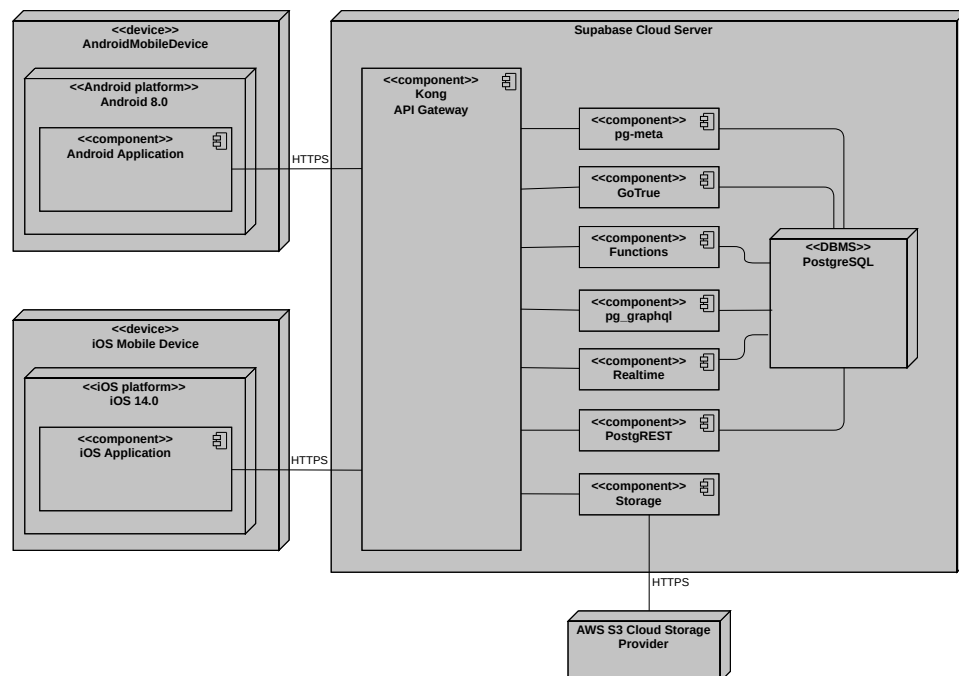 <<device>>
AndroidMobileDevice
<<Android platform>>
Android 8.0
<<component>>
Android Application
HTTPS
<<device>>
iOS Mobile Device
<<iOS platform>>
iOS 14.0
<<component>>
iOS Application
HTTPS
Supabase Cloud Server
<<component>>
Kong
API Gateway
<<component>>
pg-meta
<<component>>
GoTrue
<<component>>
Functions
<<component>>
pg_graphql
<<component>>
Realtime
<<component>>
PostgREST
<<component>>
Storage
<<DBMS>>
PostgreSQL
HTTPS
AWS S3 Cloud Storage
Provider